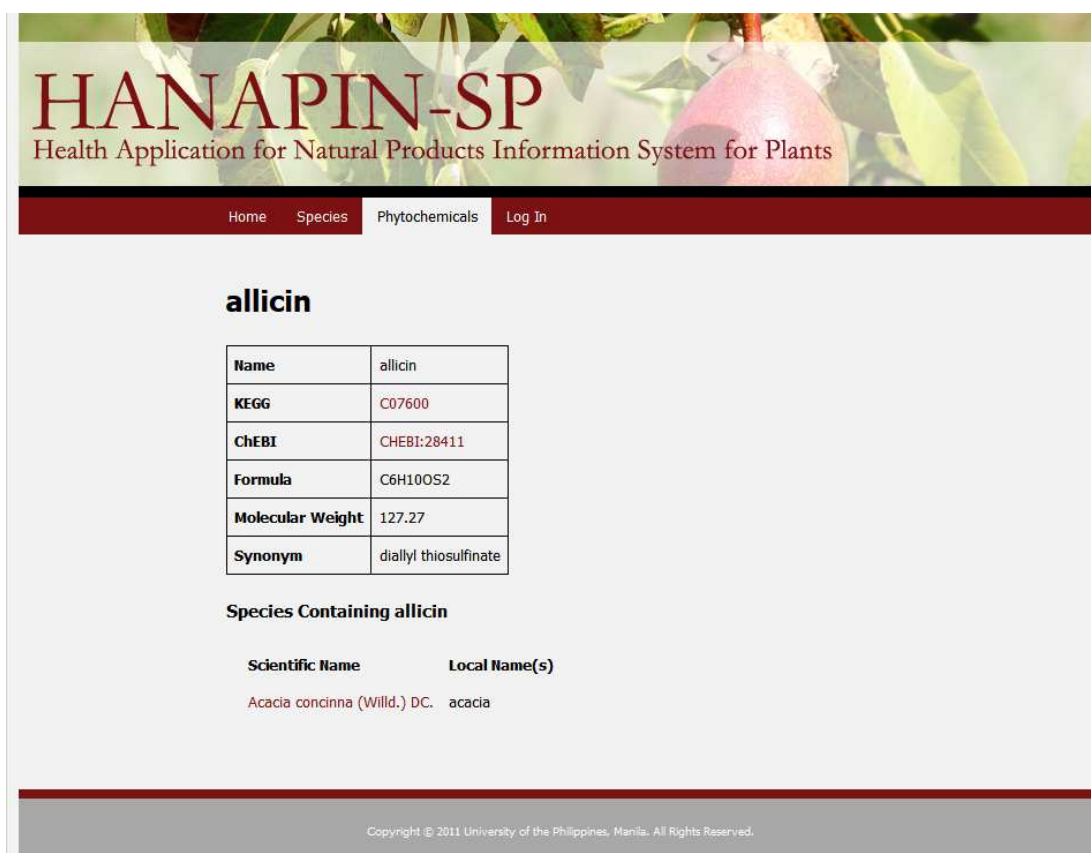 HANAPIN-SP
Health Application for Natural Products Information System for Plants
Home Species Phytochemicals Log In
allicin
Name allicin
KEGG C07600
ChEBI CHEBI:28411
Formula C6H10OS2
Molecular Weight 127.27
Synonym diallyl thiosulfinate
Species Containing allicin
Scientific Name Local Name(s)
Acacia concinna (Willd.) DC. acacia
Copyright © 2011 University of the Philippines, Manila. All Rights Reserved.